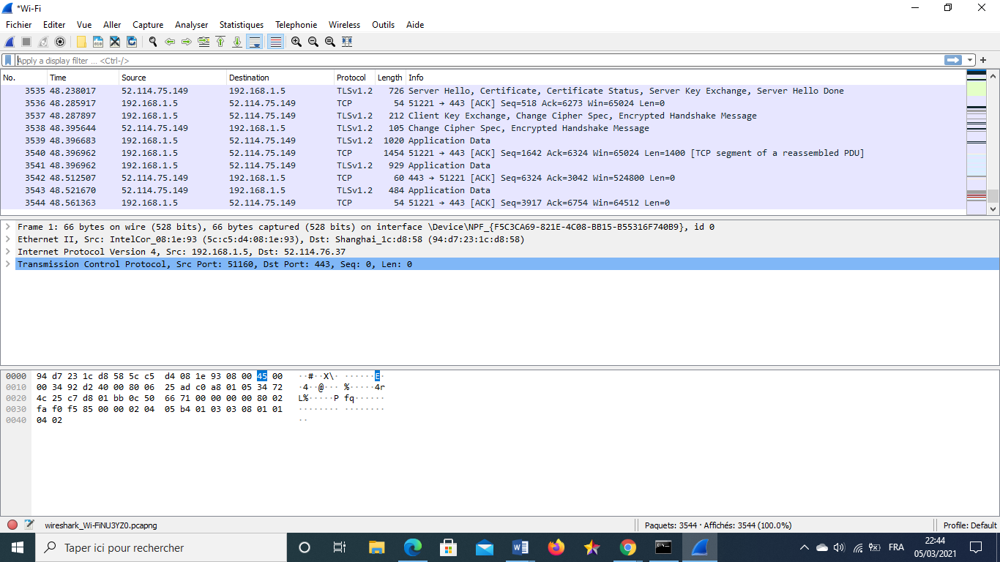 *Wi-Fi
Fichier Editer Vue Aller Capture Analyser Statistiques Telephonie Wireless Outils Aide
Apply a display filter ... <Ctrl-/>
No. Time Source Destination Protocol Length Info
3535 48.238017 52.114.75.149 192.168.1.5 TLSv1.2 726 Server Hello, Certificate, Certificate Status, Server Key Exchange, Server Hello Done
3536 48.285917 192.168.1.5 52.114.75.149 TCP 54 51221 → 443 [ACK] Seq=518 Ack=6273 Win=65024 Len=0
3537 48.287897 192.168.1.5 52.114.75.149 TLSv1.2 212 Client Key Exchange, Change Cipher Spec, Encrypted Handshake Message
3538 48.395644 52.114.75.149 192.168.1.5 TLSv1.2 105 Change Cipher Spec, Encrypted Handshake Message
3539 48.396683 192.168.1.5 52.114.75.149 TLSv1.2 1020 Application Data
3540 48.396962 192.168.1.5 52.114.75.149 TCP 1454 51221 → 443 [ACK] Seq=1642 Ack=6324 Win=65024 Len=1400 [TCP segment of a reassembled PDU]
3541 48.396962 192.168.1.5 52.114.75.149 TLSv1.2 929 Application Data
3542 48.512507 52.114.75.149 192.168.1.5 TCP 60 443 → 51221 [ACK] Seq=6324 Ack=3042 Win=524800 Len=0
3543 48.521670 52.114.75.149 192.168.1.5 TLSv1.2 484 Application Data
3544 48.561363 192.168.1.5 52.114.75.149 TCP 54 51221 → 443 [ACK] Seq=3917 Ack=6754 Win=64512 Len=0
Frame 1: 66 bytes on wire (528 bits), 66 bytes captured (528 bits) on interface \Device\NPF_{F5C3CA69-821E-4C08-BB15-B55316F740B9}, id 0
Ethernet II, Src: IntelCor_08:1e:93 (5c:c5:d4:08:1e:93), Dst: Shanghai_1c:d8:58 (94:d7:23:1c:d8:58)
Internet Protocol Version 4, Src: 192.168.1.5, Dst: 52.114.76.37
Transmission Control Protocol, Src Port: 51160, Dst Port: 443, Seq: 0, Len: 0
0000 94 d7 23 1c d8 58 5c c5 d4 08 1e 93 08 00 45 00 ··#··X\· ······E·
0010 00 34 92 d2 40 00 80 06 25 ad c0 a8 01 05 34 72 ·4··@··· %·····4r
0020 4c 25 c7 d8 01 bb 0c 50 66 71 00 00 00 00 80 02 L%·····P fq······
0030 fa f0 f5 85 00 00 02 04 05 b4 01 03 03 08 01 01 ········ ········
0040 04 02 ··
wireshark_Wi-FiNU3YZ0.pcapng Paquets: 3544 · Affichés: 3544 (100.0%) Profile: Default
Taper ici pour rechercher
FRA
22:44
05/03/2021